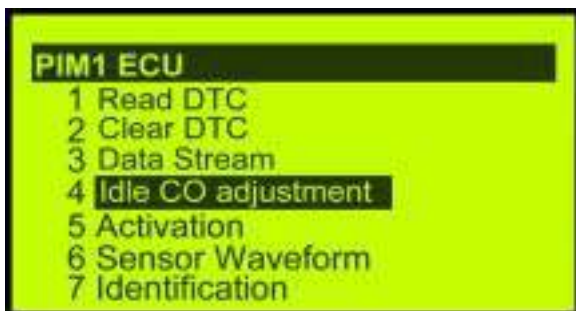 PIM1 ECU
1 Read DTC
2 Clear DTC
3 Data Stream
4 Idle CO adjustment
5 Activation
6 Sensor Waveform
7 Identification